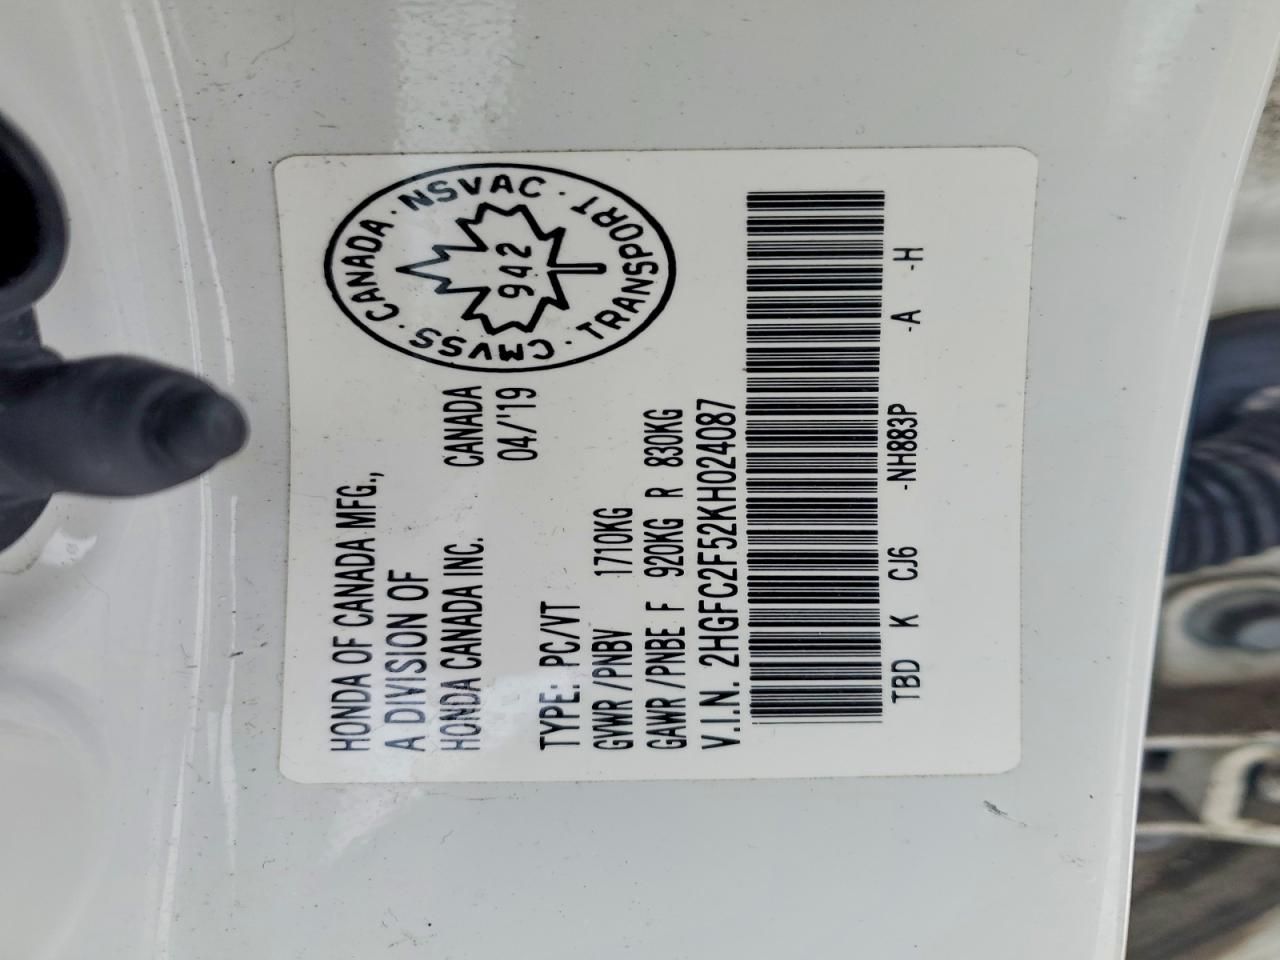 HONDA OF CANADA MFG.,
A DIVISION OF
HONDA CANADA INC. CANADA
04/'19
TYPE: PC/VT
GVWR /PNBV 1710KG
GAWR /PNBE F 920KG R 830KG
V.I.N. 2HGFC2F52KH024087
TBD K CJ6 -NH883P -A -H
CMVSS · CANADA · NSVAC · TRANSPORT ·
942